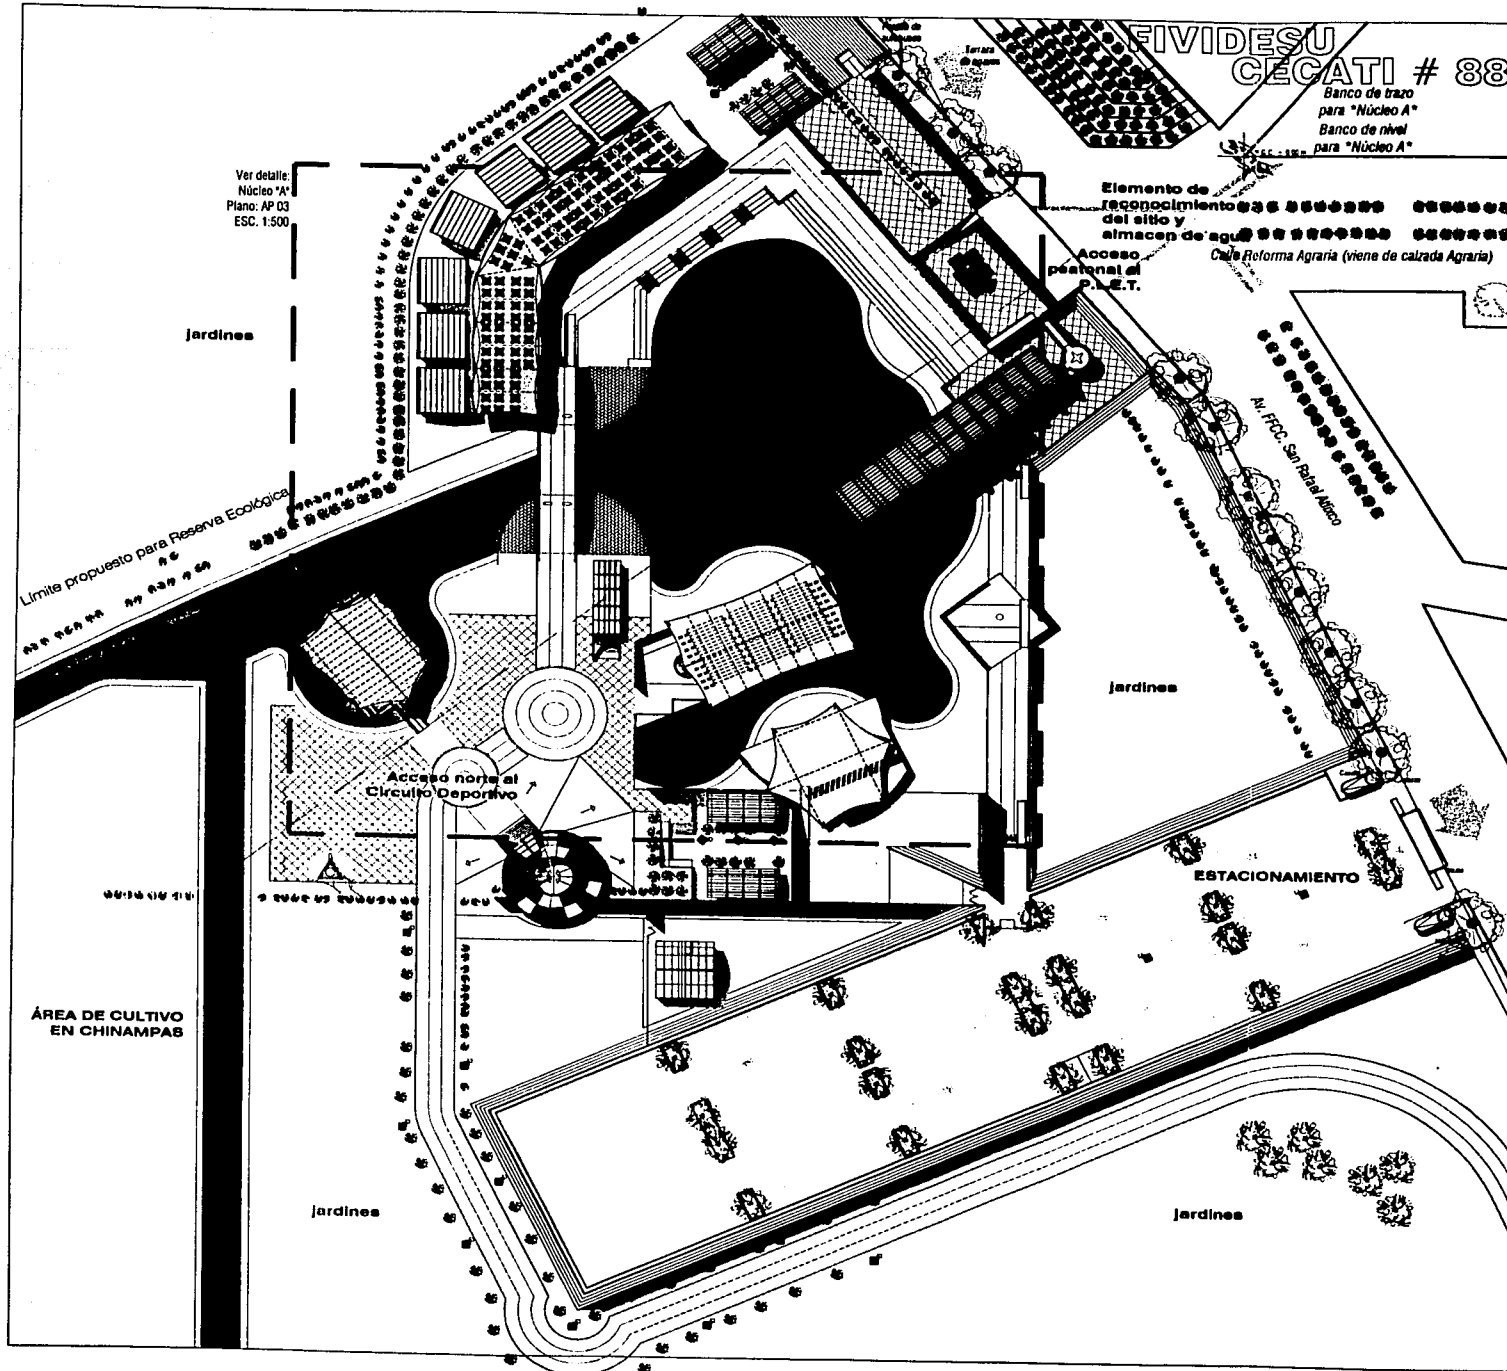 FIVIDESU
CECATI # 88
Banco de trazo
para "Núcleo A"
Banco de nivel
para "Núcleo A"
Ver detalle:
Núcleo "A"
Plano: AP 03
ESC. 1:500
Elemento de
reconocimiento
del sitio y
almacen de agua
Calle Reforma Agraria (viene de calzada Agraria)
Acceso
peatonal al
P.L.E.T.
jardines
Av. FFCC. San Rafael Atlixco
Límite propuesto para Reserva Ecológica
jardines
Acceso norte al
Circuito Deportivo
ESTACIONAMIENTO
ÁREA DE CULTIVO
EN CHINAMPAS
jardines
jardines